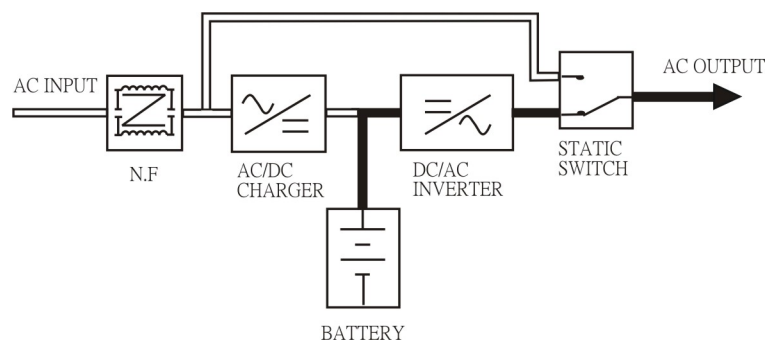 AC INPUT
AC OUTPUT
N.F
AC/DC
CHARGER
DC/AC
INVERTER
STATIC
SWITCH
BATTERY